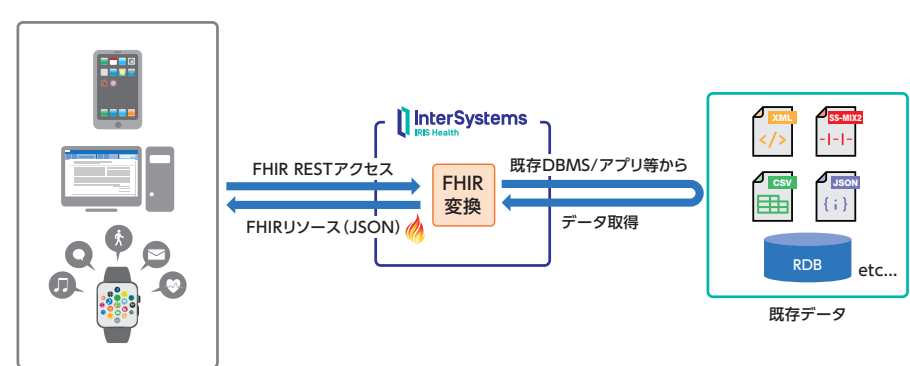 InterSystems
IRIS Health
FHIR RESTアクセス
FHIRリソース(JSON)
FHIR
変換
既存DBMS/アプリ等から
データ取得
XML
</>
SS-MIX2
~|-|~
CSV
JSON
{ ; }
RDB
etc...
既存データ